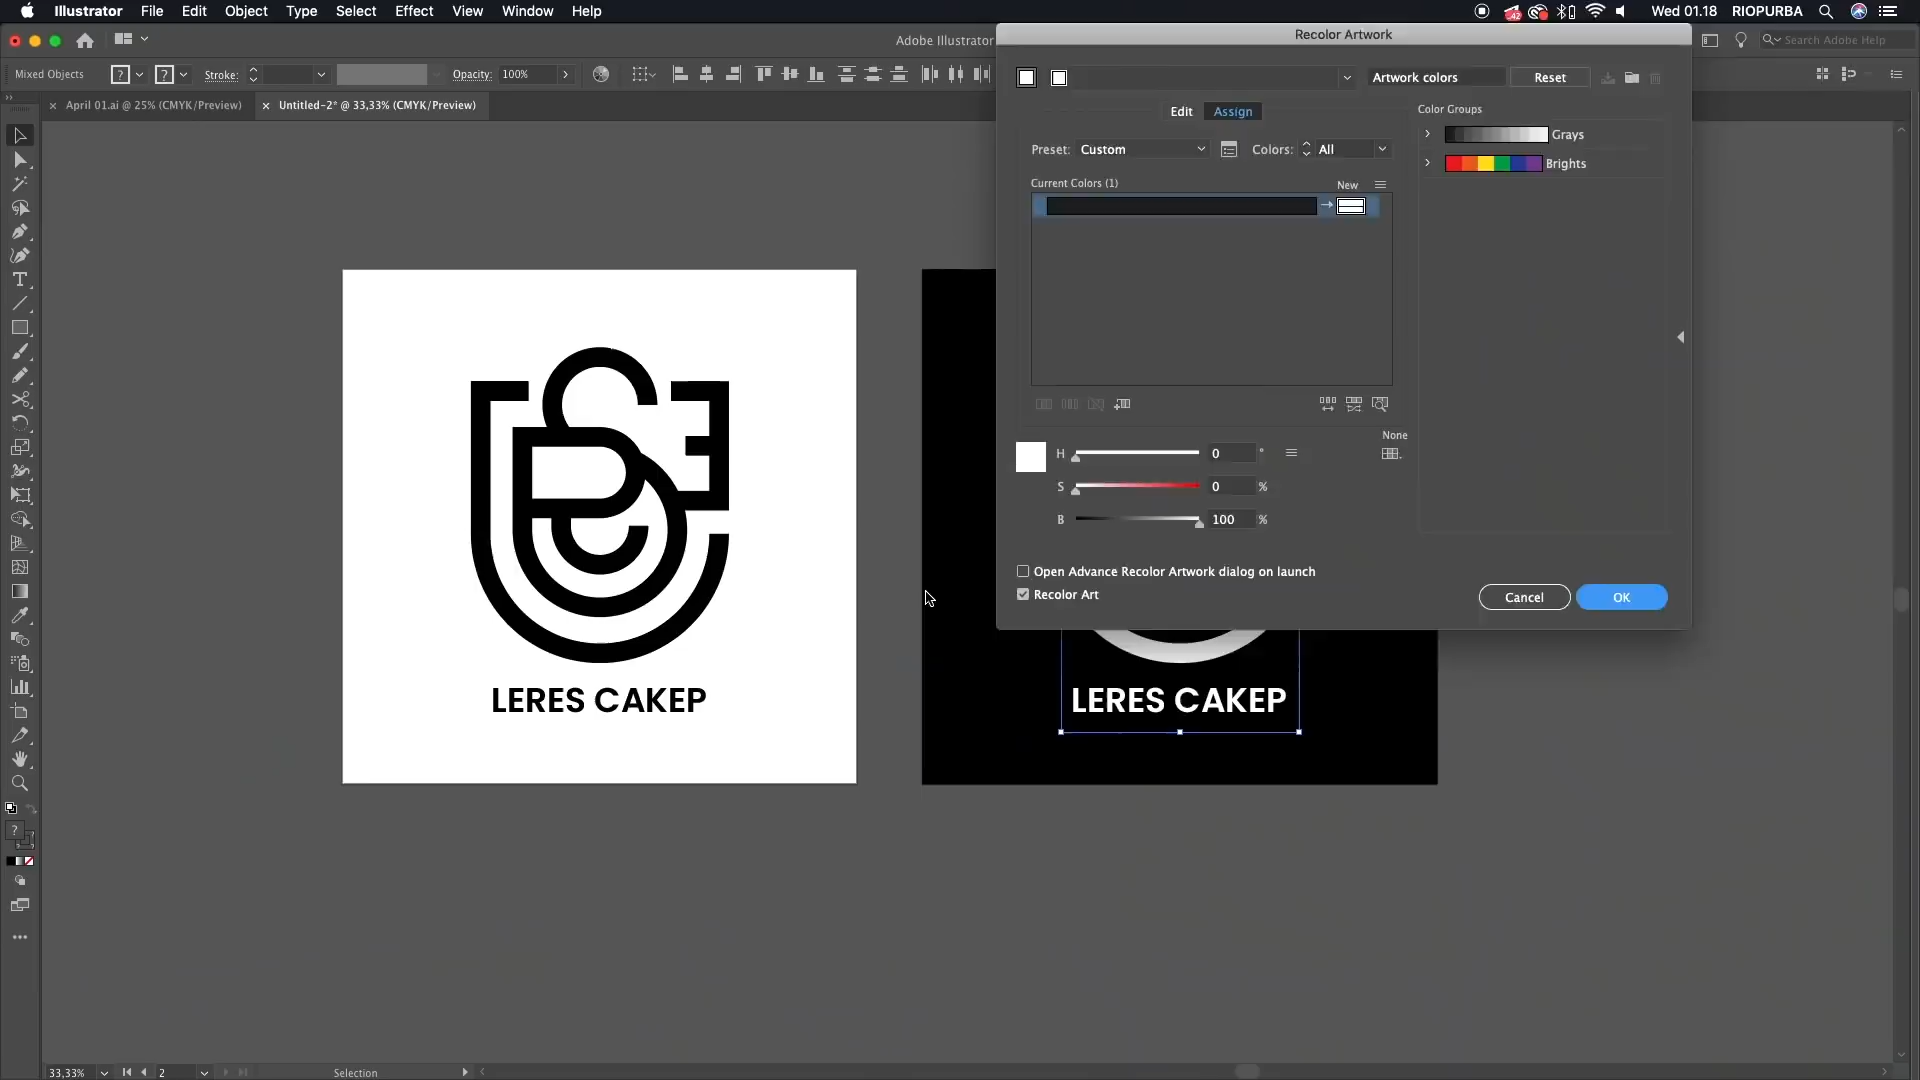 Illustrator File Edit Object Type Select Effect View Window Help
42
Wed 01.18 RIOPURBA
Adobe Illustrator
Search Adobe Help
Mixed Objects ? ? Stroke: Opacity: 100%
× April 01.ai @ 25% (CMYK/Preview) × Untitled-2* @ 33,33% (CMYK/Preview)
Recolor Artwork
Artwork colors
Reset
Edit Assign
Color Groups
Grays
Brights
Preset: Custom Colors: All
Current Colors (1) New
None
H 0 °
S 0 %
B 100 %
Open Advance Recolor Artwork dialog on launch
Recolor Art
Cancel OK
LERES CAKEP
LERES CAKEP
?
33,33% 2 Selection